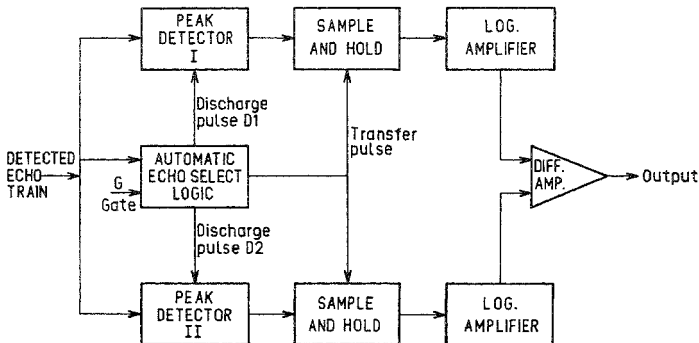 PEAK
DETECTOR
I
SAMPLE
AND HOLD
LOG.
AMPLIFIER
Discharge
pulse D1
Transfer
pulse
DETECTED
ECHO
TRAIN
AUTOMATIC
ECHO SELECT
LOGIC
G
Gate
DIFF.
AMP.
Output
Discharge
pulse D2
PEAK
DETECTOR
II
SAMPLE
AND HOLD
LOG.
AMPLIFIER